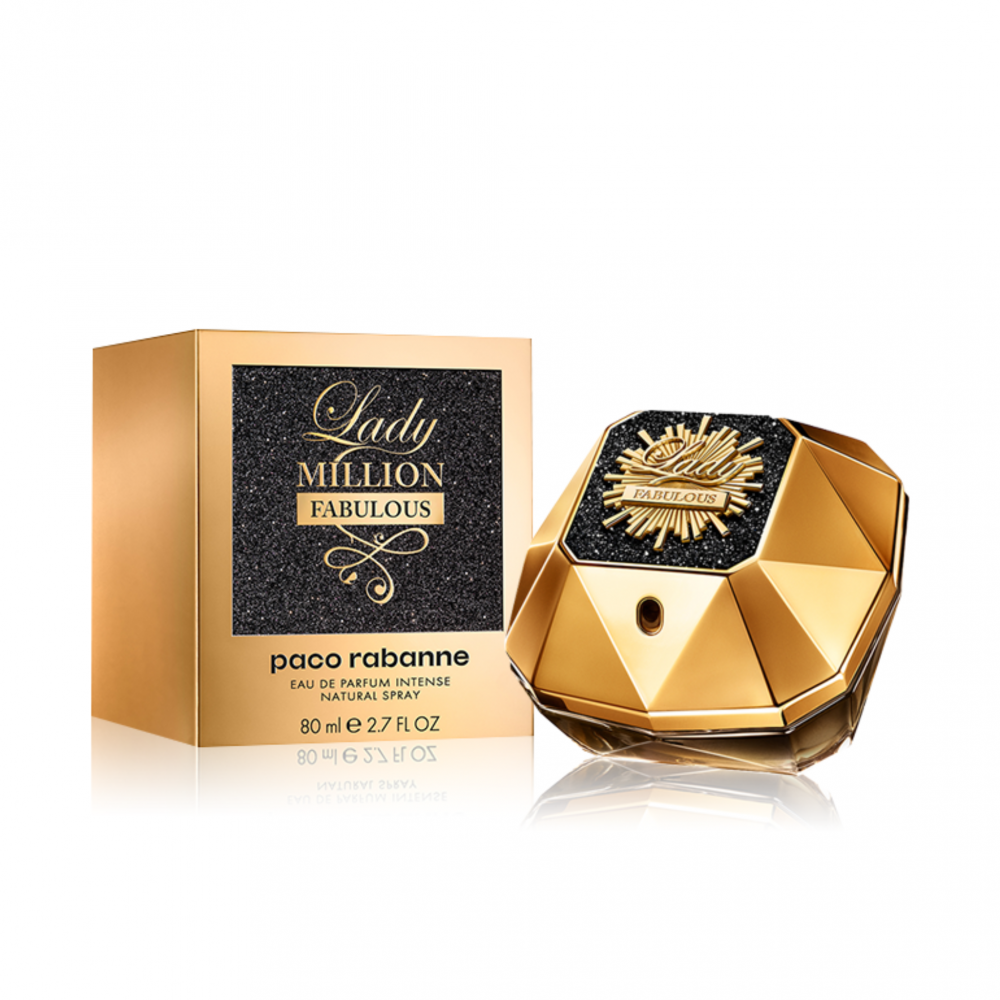 Lady
MILLION
FABULOUS
paco rabanne
EAU DE PARFUM INTENSE
NATURAL SPRAY
80 ml e 2.7 FL OZ
Lady
FABULOUS